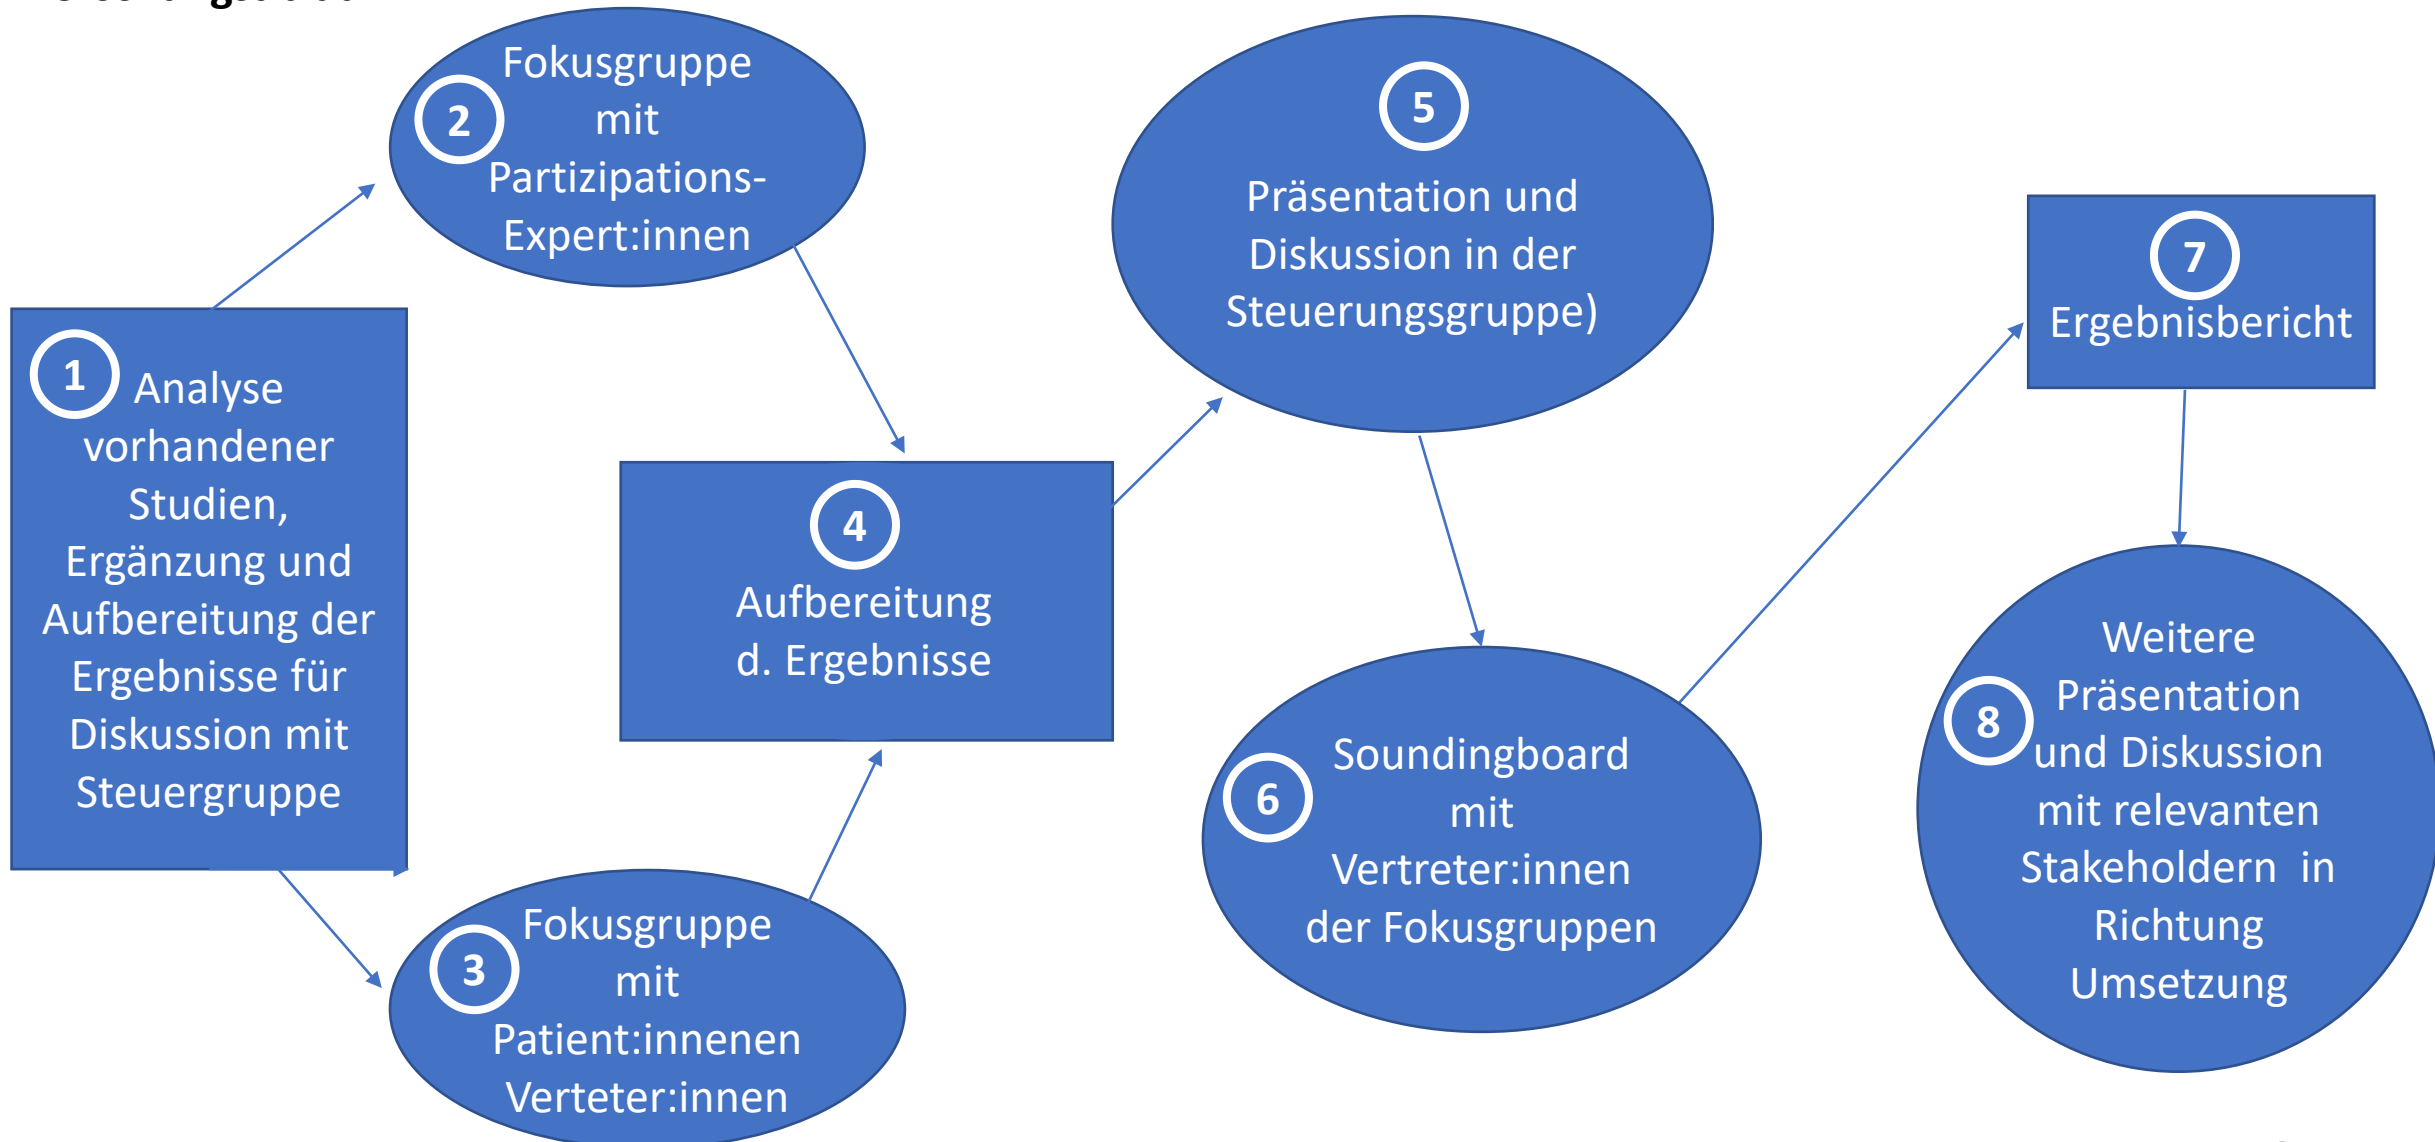 2
Fokusgruppe
mit
Partizipations-
Expert:innen
5
Präsentation und
Diskussion in der
Steuerungsgruppe)
7
Ergebnisbericht
1
Analyse
vorhandener
Studien,
Ergänzung und
Aufbereitung der
Ergebnisse für
Diskussion mit
Steuergruppe
4
Aufbereitung
d. Ergebnisse
6
Soundingboard
mit
Vertreter:innen
der Fokusgruppen
8
Weitere
Präsentation
und Diskussion
mit relevanten
Stakeholdern in
Richtung
Umsetzung
3
Fokusgruppe
mit
Patient:innenen
Verteter:innen